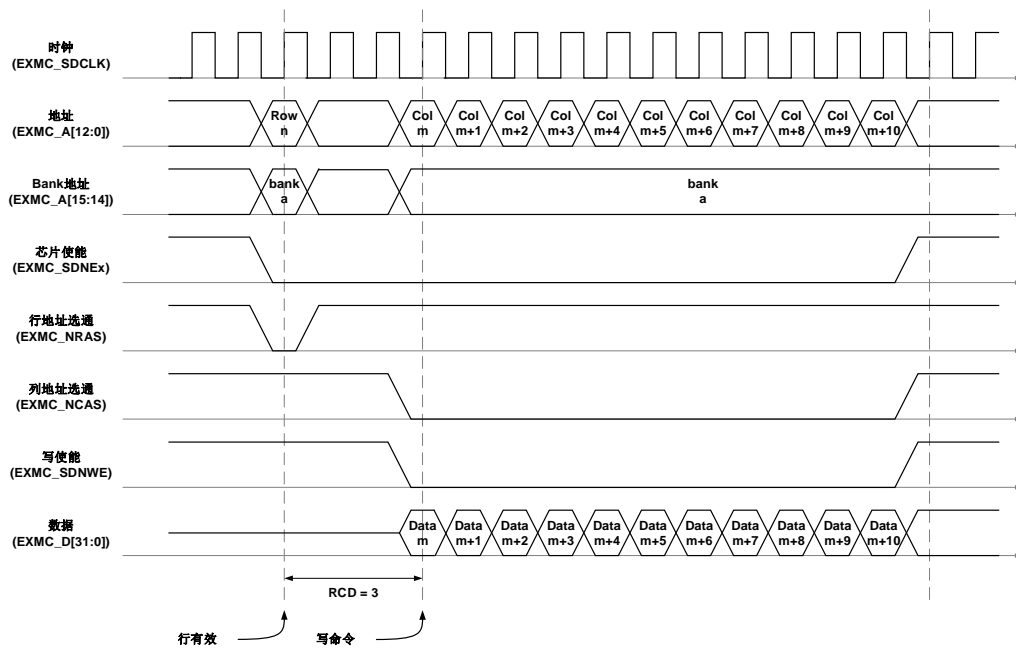 时钟
(EXMC_SDCLK)
地址
(EXMC_A[12:0])
Row
n
Col
m
Col
m+1
Col
m+2
Col
m+3
Col
m+4
Col
m+5
Col
m+6
Col
m+7
Col
m+8
Col
m+9
Col
m+10
Bank地址
(EXMC_A[15:14])
bank
a
bank
a
芯片使能
(EXMC_SDNEx)
行地址选通
(EXMC_NRAS)
列地址选通
(EXMC_NCAS)
写使能
(EXMC_SDNWE)
数据
(EXMC_D[31:0])
Data
m
Data
m+1
Data
m+2
Data
m+3
Data
m+4
Data
m+5
Data
m+6
Data
m+7
Data
m+8
Data
m+9
Data
m+10
RCD = 3
行有效
写命令